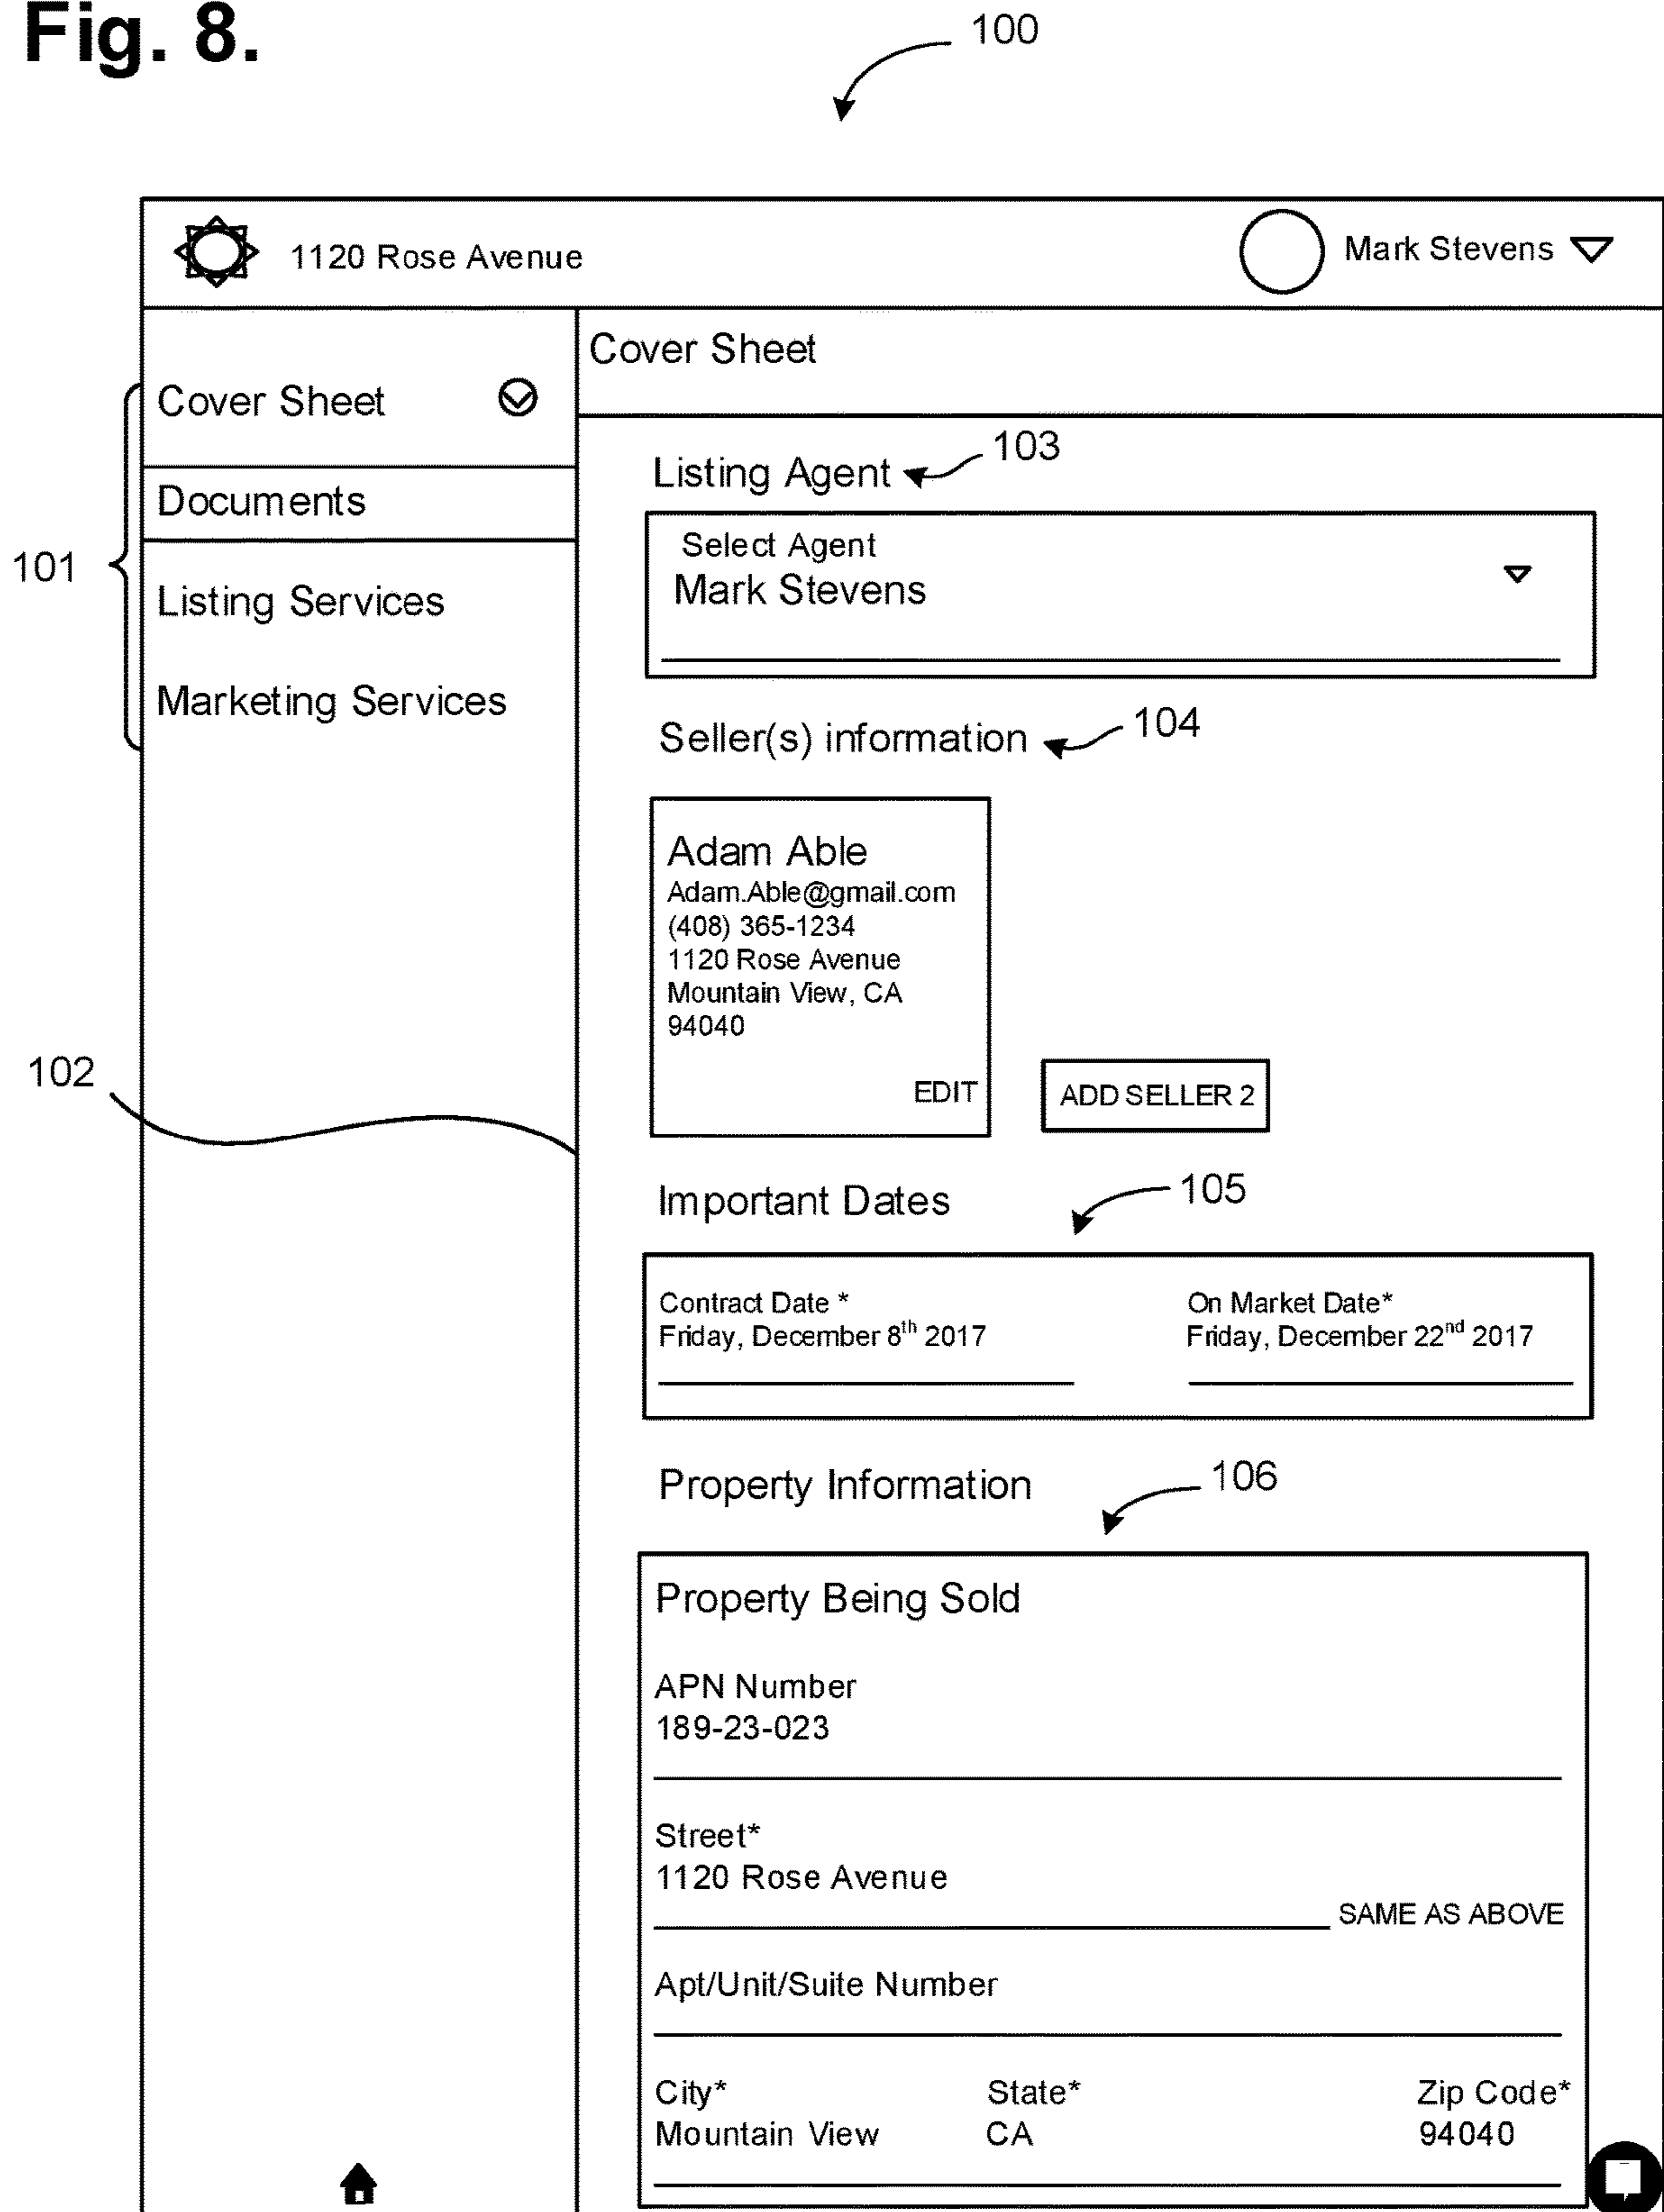 Fig. 8.
100
1120 Rose Avenue
Mark Stevens
Cover Sheet
Documents
Listing Services
Marketing Services
101
102
Cover Sheet
Listing Agent
103
Select Agent
Mark Stevens
Seller(s) information
104
Adam Able
Adam.Able@gmail.com
(408) 365-1234
1120 Rose Avenue
Mountain View, CA
94040
EDIT
ADD SELLER 2
Important Dates
105
Contract Date *
Friday, December 8th 2017
On Market Date*
Friday, December 22nd 2017
Property Information
106
Property Being Sold
APN Number
189-23-023
Street*
1120 Rose Avenue
SAME AS ABOVE
Apt/Unit/Suite Number
City* State* Zip Code*
Mountain View CA 94040